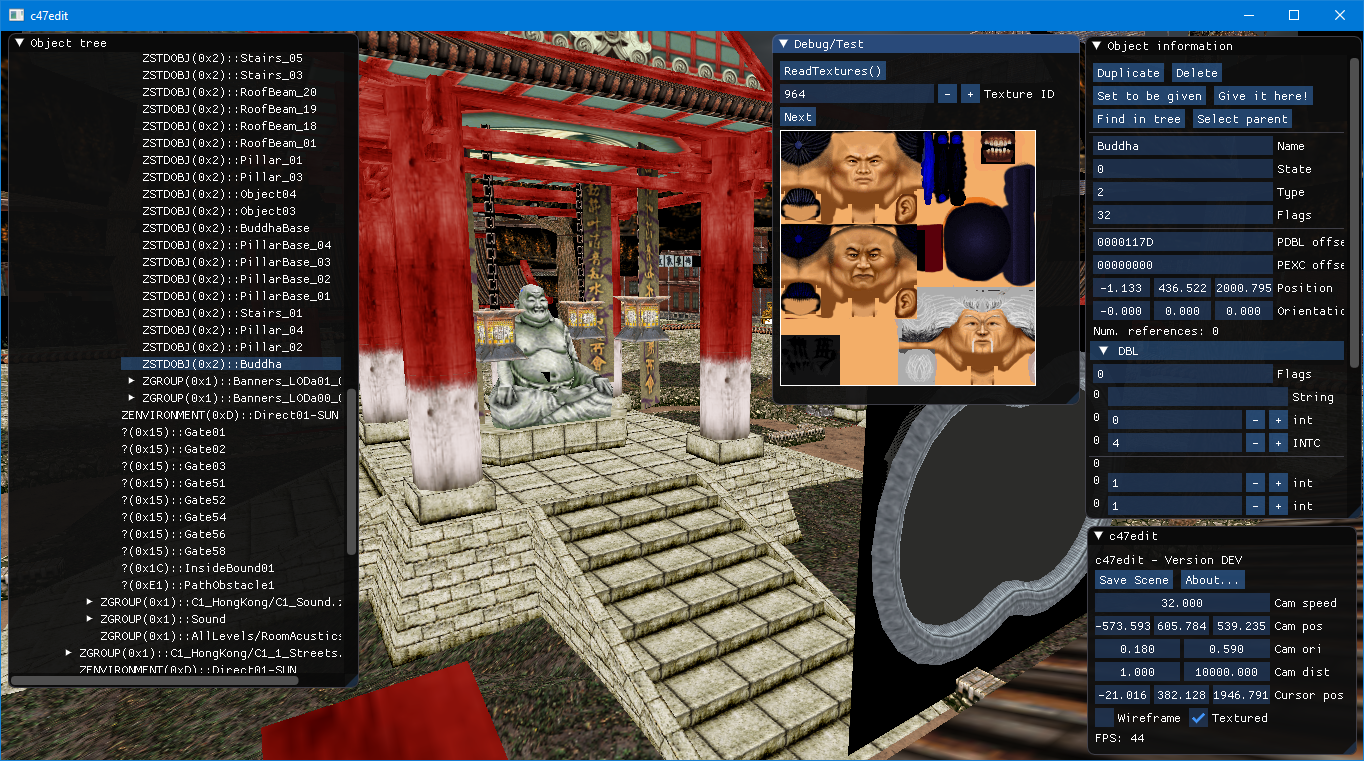 c47edit
Object tree
ZSTDOBJ(0x2)::Stairs_05
ZSTDOBJ(0x2)::Stairs_03
ZSTDOBJ(0x2)::RoofBeam_20
ZSTDOBJ(0x2)::RoofBeam_19
ZSTDOBJ(0x2)::RoofBeam_18
ZSTDOBJ(0x2)::RoofBeam_01
ZSTDOBJ(0x2)::Pillar_01
ZSTDOBJ(0x2)::Pillar_03
ZSTDOBJ(0x2)::Object04
ZSTDOBJ(0x2)::Object03
ZSTDOBJ(0x2)::BuddhaBase
ZSTDOBJ(0x2)::PillarBase_04
ZSTDOBJ(0x2)::PillarBase_03
ZSTDOBJ(0x2)::PillarBase_02
ZSTDOBJ(0x2)::PillarBase_01
ZSTDOBJ(0x2)::Stairs_01
ZSTDOBJ(0x2)::Pillar_04
ZSTDOBJ(0x2)::Pillar_02
ZSTDOBJ(0x2)::Buddha
ZGROUP(0x1)::Banners_LODa01_
ZGROUP(0x1)::Banners_LODa00_
ZENVIRONMENT(0xD)::Direct01-SUN
?(0x15)::Gate01
?(0x15)::Gate02
?(0x15)::Gate03
?(0x15)::Gate51
?(0x15)::Gate52
?(0x15)::Gate54
?(0x15)::Gate56
?(0x15)::Gate58
?(0x1C)::InsideBound01
?(0xE1)::PathObstacle1
ZGROUP(0x1)::C1_HongKong/C1_Sound.
ZGROUP(0x1)::Sound
ZGROUP(0x1)::AllLevels/RoomAcoustics
ZGROUP(0x1)::C1_HongKong/C1_1_Streets.
ZENVIRONMENT(0xD)::Direct01-SUN
Debug/Test
ReadTextures()
964 - + Texture ID
Next
Object information
Duplicate Delete
Set to be given Give it here!
Find in tree Select parent
Buddha Name
0 State
2 Type
32 Flags
0000117D PDBL offse
00000000 PEXC offse
-1.133 436.522 2000.795 Position
-0.000 0.000 0.000 Orientatio
Num. references: 0
DBL
0 Flags
0 String
0 0 - + int
0 4 - + INTC
0
0 1 - + int
0 1 - + int
c47edit
c47edit - Version DEV
Save Scene About...
32.000 Cam speed
-573.593 605.784 539.235 Cam pos
0.180 0.590 Cam ori
1.000 10000.000 Cam dist
-21.016 382.128 1946.791 Cursor pos
Wireframe Textured
FPS: 44